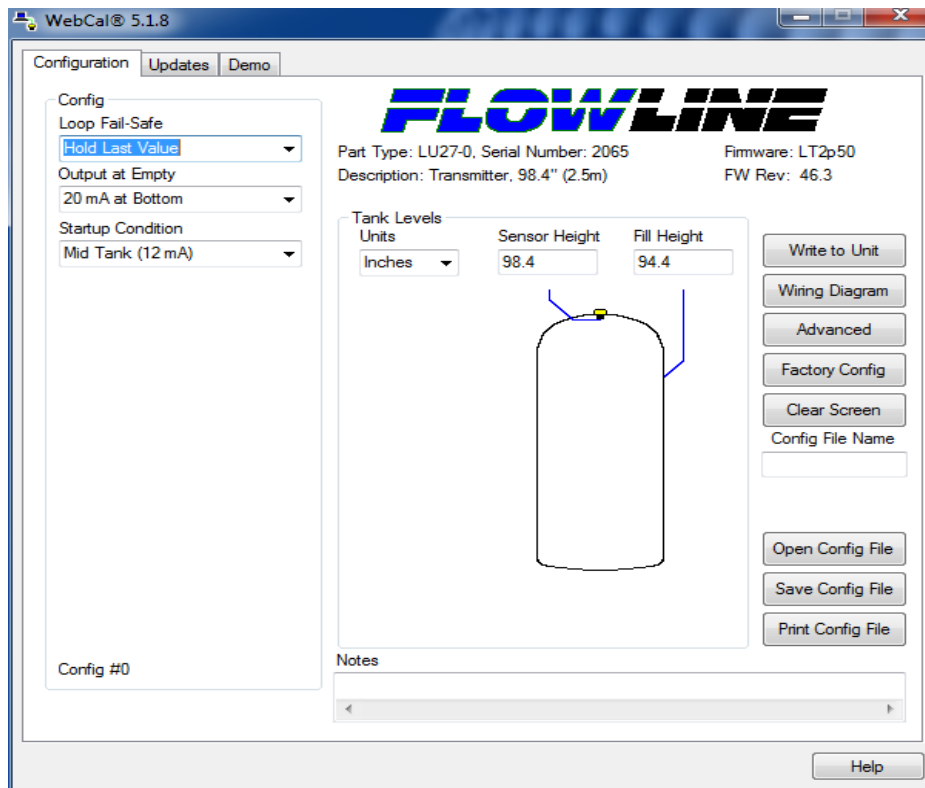 WebCal® 5.1.8
Configuration Updates Demo
Config
Loop Fail-Safe
Hold Last Value
Output at Empty
20 mA at Bottom
Startup Condition
Mid Tank (12 mA)
Config #0
FLOWLINE
Part Type: LU27-0, Serial Number: 2065 Firmware: LT2p50
Description: Transmitter, 98.4" (2.5m) FW Rev: 46.3
Tank Levels
Units Sensor Height Fill Height
Inches 98.4 94.4
Write to Unit
Wiring Diagram
Advanced
Factory Config
Clear Screen
Config File Name
Open Config File
Save Config File
Print Config File
Notes
Help